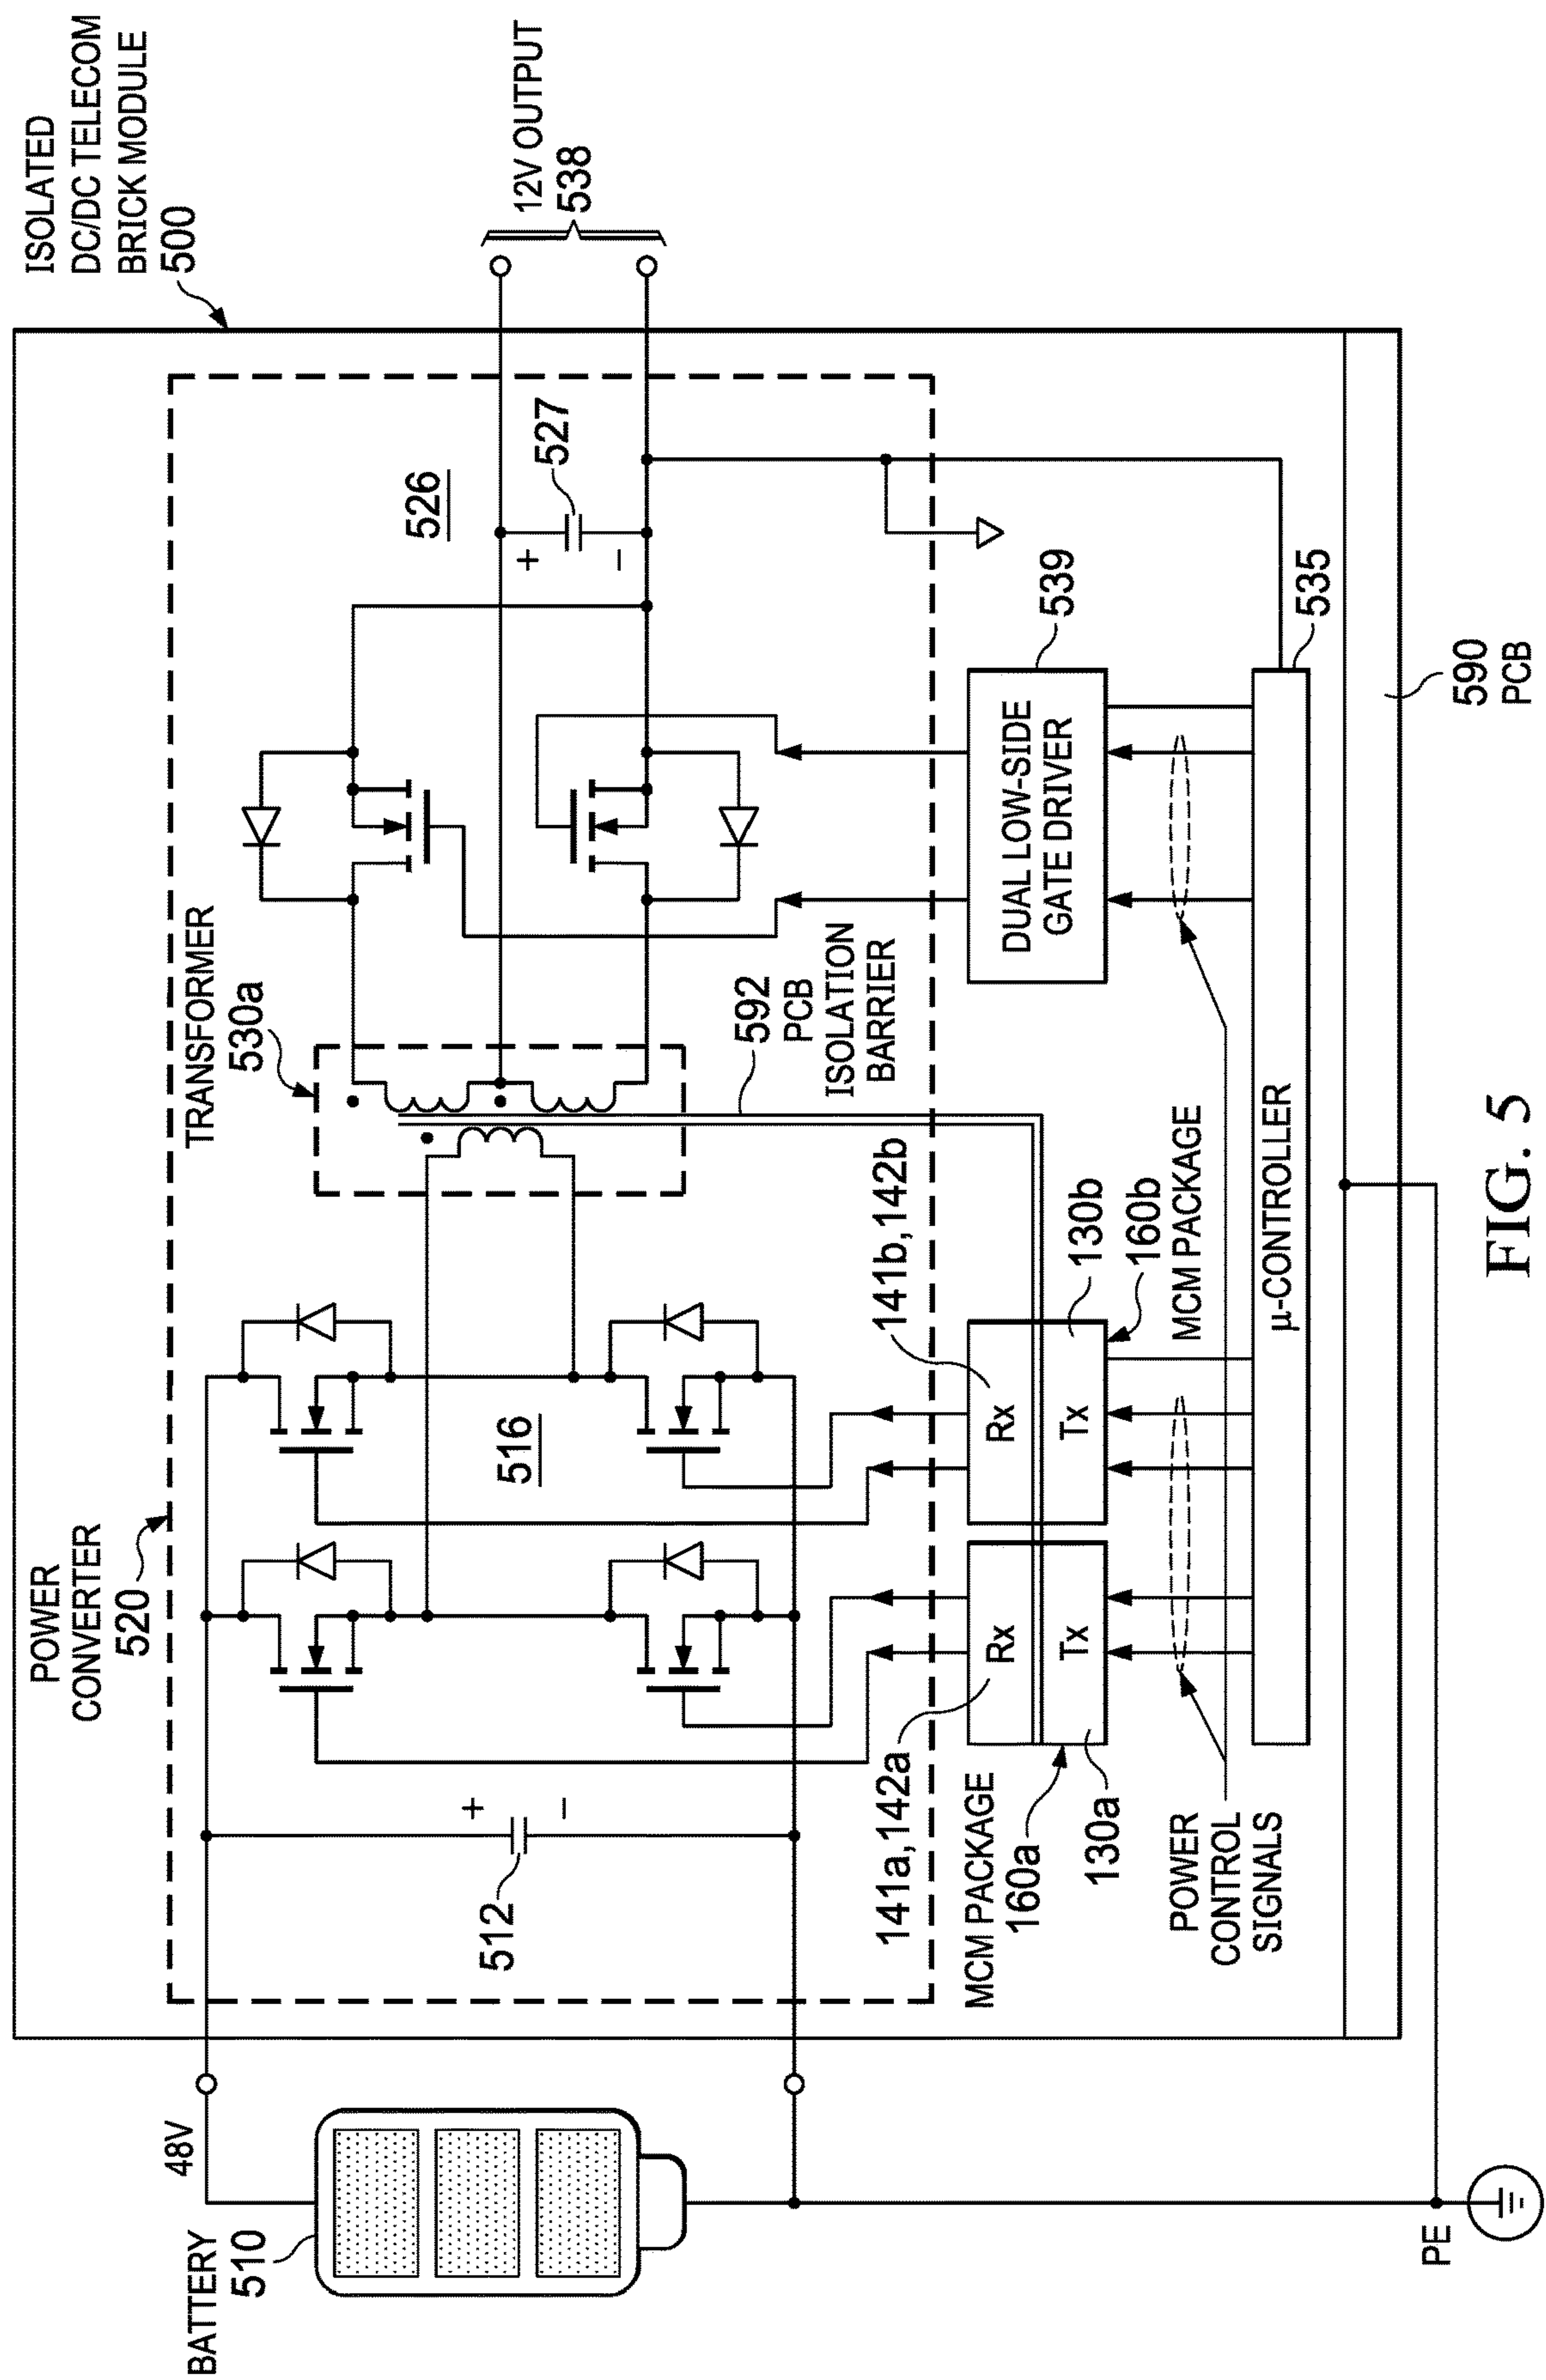 ISOLATED
DC/DC TELECOM
BRICK MODULE
500
POWER
CONVERTER
520
TRANSFORMER
530a
12V OUTPUT
538
BATTERY
510
48V
512
+
–
516
526
527
+
–
592
PCB
ISOLATION
BARRIER
141a,142a
141b,142b
MCM PACKAGE
160a
Rx
Tx
130a
Rx
Tx
130b
160b
MCM PACKAGE
DUAL LOW-SIDE
GATE DRIVER
539
POWER
CONTROL
SIGNALS
μ-CONTROLLER
535
590
PCB
PE
FIG. 5